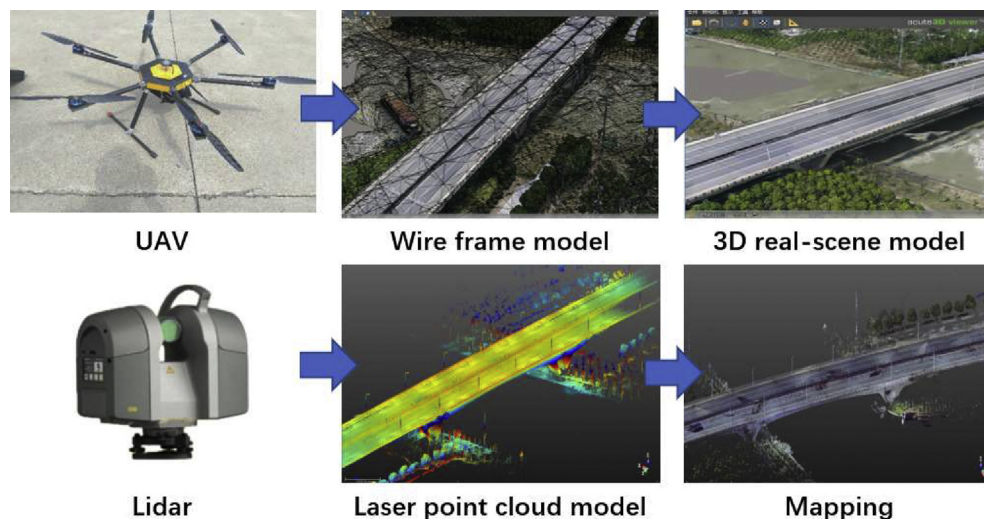 acute3D viewer
UAV
Wire frame model
3D real-scene model
Lidar
Laser point cloud model
Mapping